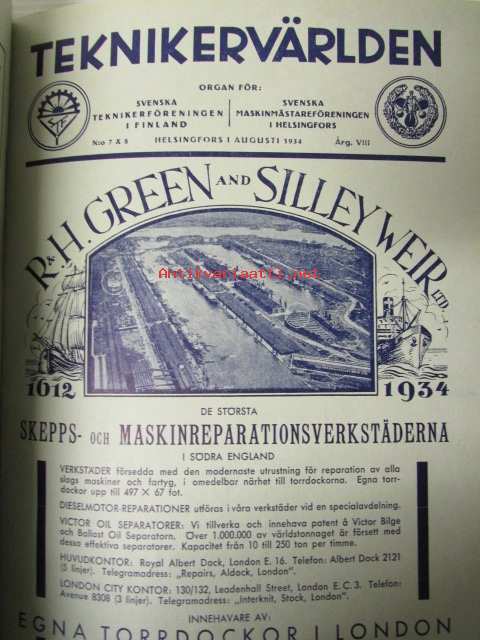 TEKNIKERVÄRLDEN
ORGAN FÖR:
SVENSKA
TEKNIKERFÖRENINGEN
I FINLAND
SVENSKA
MASKINMÄSTAREFÖRENINGEN
I HELSINGFORS
N:o 7 X 8
HELSINGFORS 1 AUGUSTI 1934
Årg. VIII
R & H. GREEN AND SILLEY WEIR LTD
Antikvariaatti.net
1612
1934
DE STÖRSTA
SKEPPS- OCH MASKINREPARATIONSVERKSTÄDERNA
I SÖDRA ENGLAND
VERKSTÄDER försedda med den modernaste utrustning för reparation av alla
slags maskiner och fartyg, i omedelbar närhet till torrdockorna. Egna torr-
dockor upp till 497 X 67 fot.
DIESELMOTOR-REPARATIONER utföras i våra verkstäder vid en specialavdelning.
VICTOR OIL SEPARATORER: Vi tillverka och innehava patent å Victor Bilge
och Ballast Oil Separatorn. Över 1.000.000 av världstonnaget är försett med
dessa effektiva separatorer. Kapacitet från 10 till 250 ton per timme.
HUVUDKONTOR: Royal Albert Dock, London E. 16. Telefon: Albert Dock 2121
(5 linjer). Telegramadress: „Repairs, Aldock, London".
LONDON CITY KONTOR: 130/132, Leadenhall Street, London E.C. 3. Telefon:
Avenue 8308 (3 linjer). Telegramadress: „Interknit, Stock, London".
INNEHAVARE AV:
EGNA TORRDOCKOR I LONDON